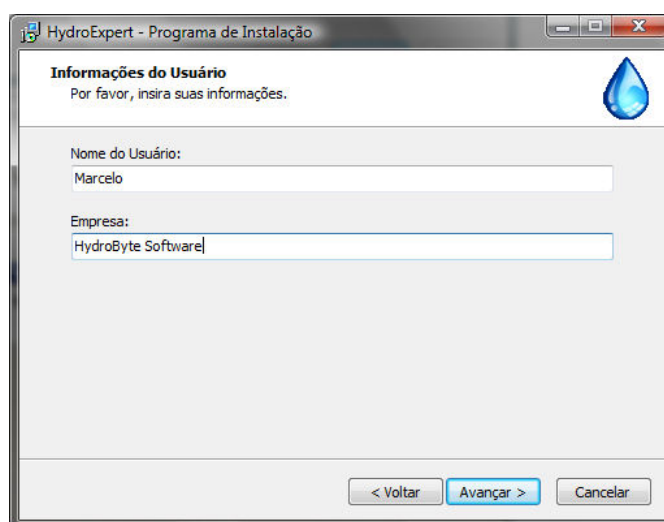 HydroExpert - Programa de Instalação
Informações do Usuário
Por favor, insira suas informações.
Nome do Usuário:
Marcelo
Empresa:
HydroByte Software
< Voltar
Avançar >
Cancelar